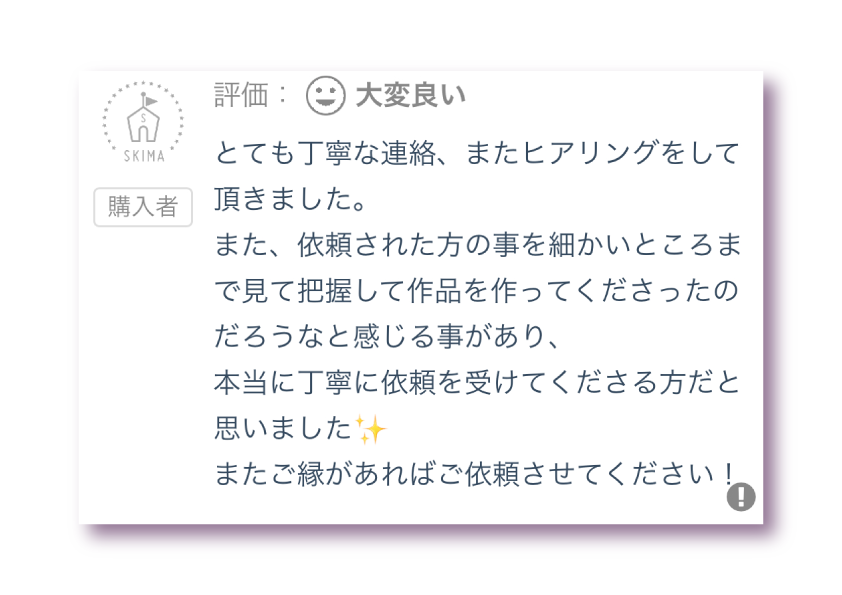 評価： 大変良い
S
SKIMA
購入者
とても丁寧な連絡、またヒアリングをして
頂きました。
また、依頼された方の事を細かいところま
で見て把握して作品を作ってくださったの
だろうなと感じる事があり、
本当に丁寧に依頼を受けてくださる方だと
思いました✨
またご縁があればご依頼させてください！